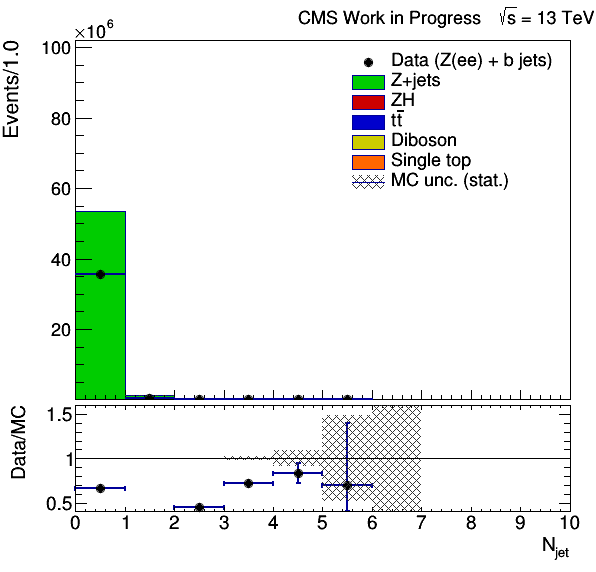 CMS Work in Progress √s = 13 TeV
×10⁶
Events/1.0
100
80
60
40
20
Data (Z(ee) + b jets)
Z+jets
ZH
tt̅
Diboson
Single top
MC unc. (stat.)
Data/MC
1.5
1
0.5
0 1 2 3 4 5 6 7 8 9 10
N_jet